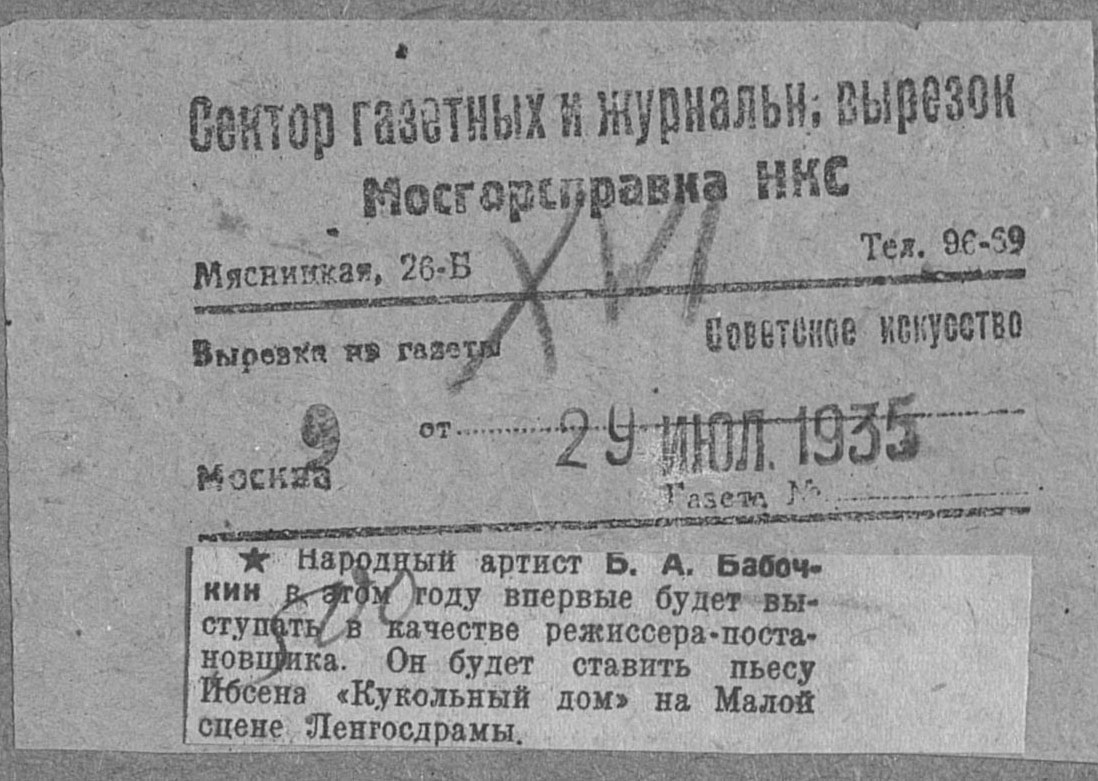 Сектор газетных и журнальн. вырезок
Мосгорсправка НКС
Мясницкая, 26-Б Тел. 96-69
XVI
Вырезка из газеты Советское искусство
9 от 29 ИЮЛ. 1935
Москва
Газета №
★ Народный артист Б. А. Бабоч-
кин в этом году впервые будет вы-
ступать в качестве режиссера-поста-
новщика. Он будет ставить пьесу
Ибсена «Кукольный дом» на Малой
сцене Ленгосдрамы.